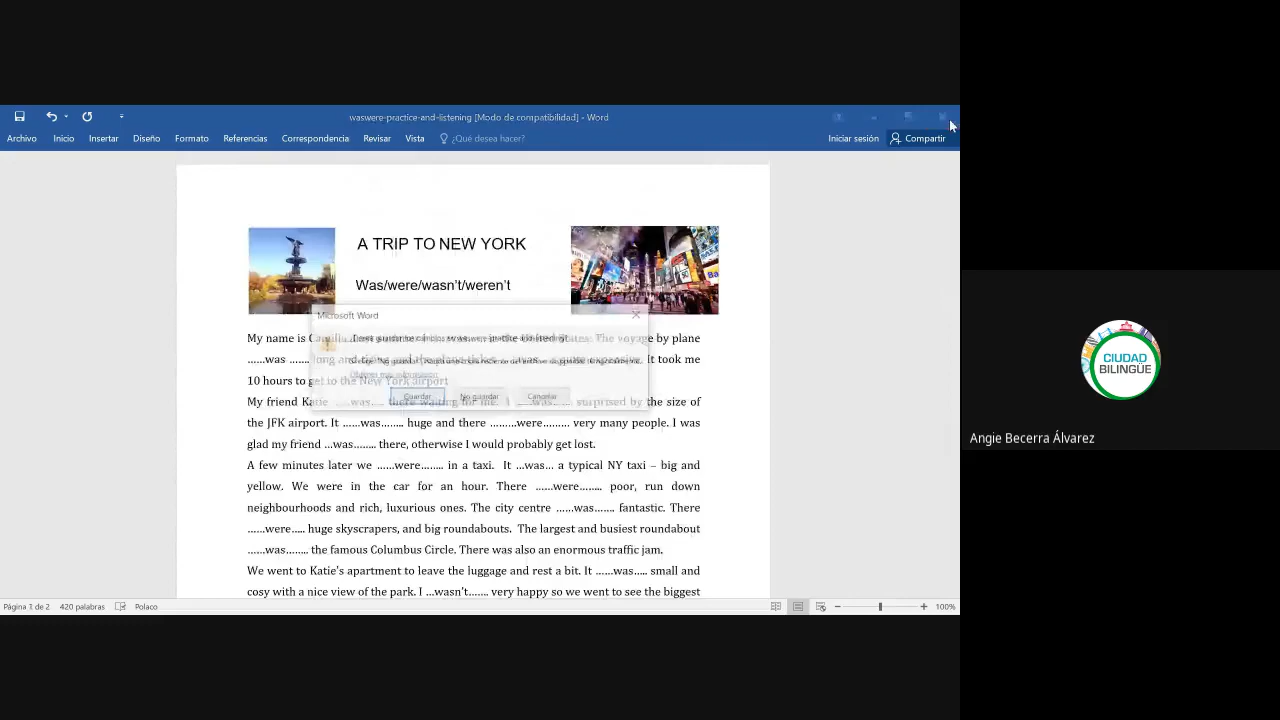 waswere-practice-and-listening [Modo de compatibilidad] - Word
Archivo Inicio Insertar Diseño Formato Referencias Correspondencia Revisar Vista ¿Qué desea hacer? Iniciar sesión Compartir
A TRIP TO NEW YORK
Was/were/wasn't/weren't
Microsoft Word
My name is the United States. The voyage by plane
……was ……. long and It took me
10 hours to get to the New York airport
Guardar No guardar Cancelar
My friend Katie ….was…. there waiting for me. I was surprised by the size of
the JFK airport. It ……was…….. huge and there ………were……… very many people. I was
glad my friend …was…….. there, otherwise I would probably get lost.
A few minutes later we ……were…….. in a taxi. It …was… a typical NY taxi – big and
yellow. We were in the car for an hour. There ……were…….. poor, run down
neighbourhoods and rich, luxurious ones. The city centre ……was……. fantastic. There
……were….. huge skyscrapers, and big roundabouts. The largest and busiest roundabout
……was…….. the famous Columbus Circle. There was also an enormous traffic jam.
We went to Katie's apartment to leave the luggage and rest a bit. It ……was….. small and
cosy with a nice view of the park. I …wasn't……. very happy so we went to see the biggest
Página 1 de 2 420 palabras Polaco 100%
CIUDAD
BILINGÜE
Angie Becerra Álvarez